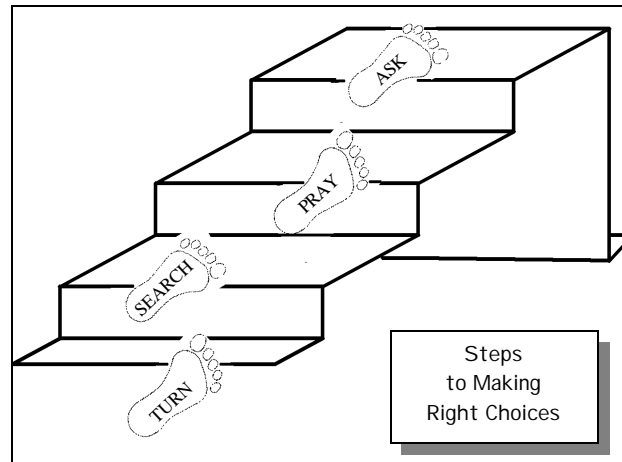 ASK
PRAY
SEARCH
TURN
Steps
to Making
Right Choices